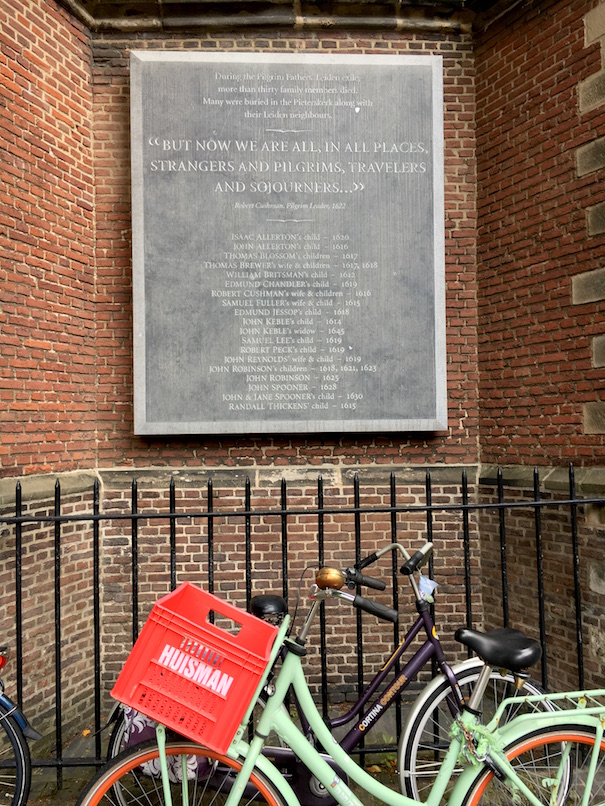 During the Pilgrim Fathers' Leiden exile,
more than thirty family members died.
Many were buried in the Pieterskerk along with
their Leiden neighbours.
“BUT NOW WE ARE ALL, IN ALL PLACES,
STRANGERS AND PILGRIMS, TRAVELERS
AND SOJOURNERS...”
Robert Cushman, Pilgrim Leader, 1622
ISAAC ALLERTON's child – 1620
JOHN ALLERTON's child – 1616
THOMAS BLOSSOM's children – 1617
THOMAS BREWER's wife & children – 1617, 1618
WILLIAM BRITSMAN's child – 1612
EDMUND CHANDLER's child – 1619
ROBERT CUSHMAN's wife & children – 1616
SAMUEL FULLER's wife & child – 1615
EDMUND JESSOP's child – 1618
JOHN KEBLE's child – 1614
JOHN KEBLE's widow – 1645
SAMUEL LEE's child – 1619
ROBERT PECK's child – 1619
JOHN REYNOLDS' wife & child – 1619
JOHN ROBINSON's children – 1618, 1621, 1623
JOHN ROBINSON – 1625
JOHN SPOONER – 1628
JOHN & JANE SPOONER's child – 1630
RANDALL THICKENS' child – 1615
HUISMAN
CORTINA CONTOUR